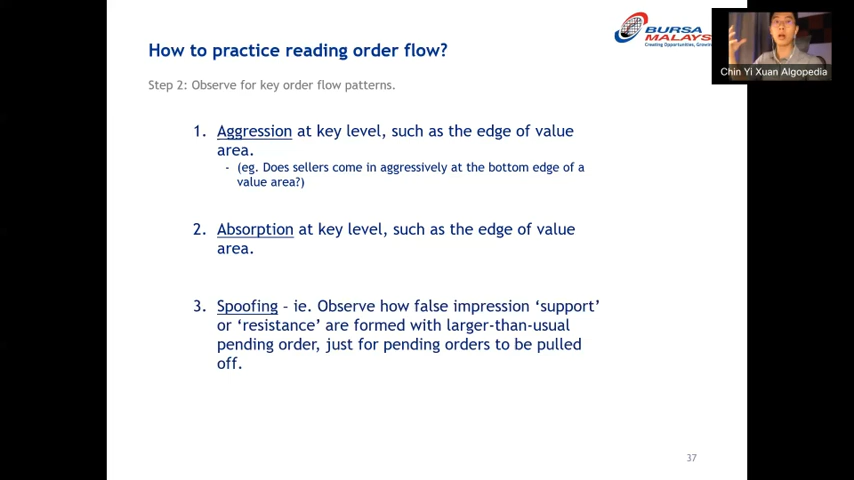 BURSA
MALAYS
Creating Opportunities, Growin
How to practice reading order flow?
Chin Yi Xuan Algopedia
Step 2: Observe for key order flow patterns.
1. Aggression at key level, such as the edge of value
area.
- (eg. Does sellers come in aggressively at the bottom edge of a
value area?)
2. Absorption at key level, such as the edge of value
area.
3. Spoofing – ie. Observe how false impression ‘support’
or ‘resistance’ are formed with larger-than-usual
pending order, just for pending orders to be pulled
off.
37